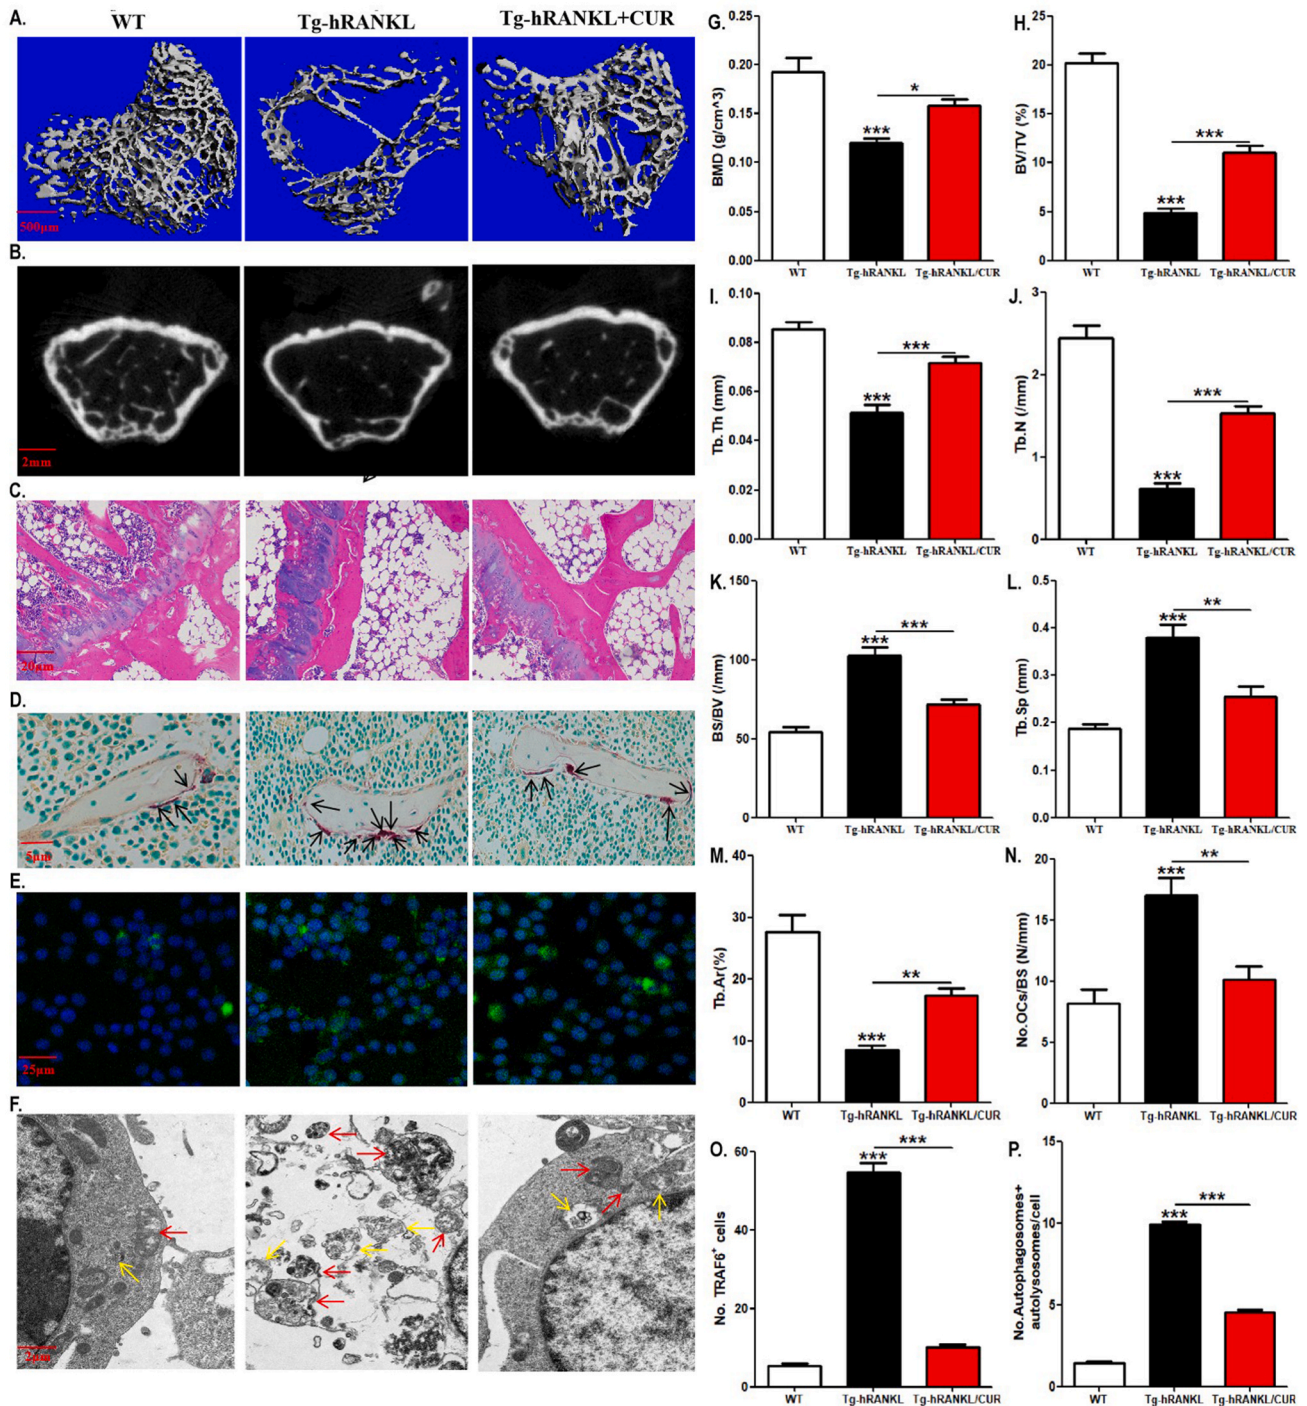 A.
WT
Tg-hRANKL
Tg-hRANKL+CUR
500μm
B.
2mm
C.
20μm
D.
5μm
E.
25μm
F.
2μm
G.
BMD (g/cm^3)
0.25
0.20
0.15
0.10
0.05
0.00
*
***
WT
Tg-hRANKL
Tg-hRANKL/CUR
H.
BV/TV (%)
25
20
15
10
5
0
***
***
WT
Tg-hRANKL
Tg-hRANKL/CUR
I.
Tb.Th (mm)
0.10
0.08
0.06
0.04
0.02
0.00
***
***
WT
Tg-hRANKL
Tg-hRANKL/CUR
J.
Tb.N (/mm)
3
2
1
0
***
***
WT
Tg-hRANKL
Tg-hRANKL/CUR
K.
BS/BV (/mm)
150
100
50
0
***
***
WT
Tg-hRANKL
Tg-hRANKL/CUR
L.
Tb.Sp (mm)
0.5
0.4
0.3
0.2
0.1
0.0
**
***
WT
Tg-hRANKL
Tg-hRANKL/CUR
M.
Tb.Ar(%)
40
30
20
10
0
**
***
WT
Tg-hRANKL
Tg-hRANKL/CUR
N.
No.OCs/BS (N/mm)
20
15
10
5
0
**
***
WT
Tg-hRANKL
Tg-hRANKL/CUR
O.
No. TRAF6⁺ cells
60
40
20
0
***
***
WT
Tg-hRANKL
Tg-hRANKL/CUR
P.
No.Autophagosomes+
autolysosomes/cell
15
10
5
0
***
***
WT
Tg-hRANKL
Tg-hRANKL/CUR